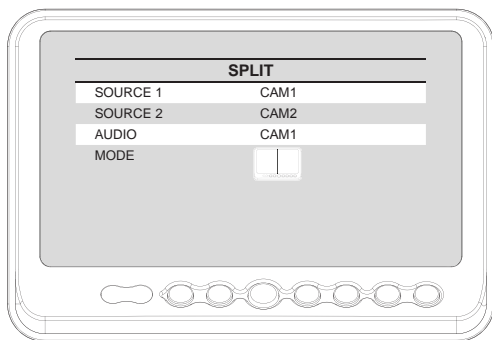 SPLIT
SOURCE 1 CAM1
SOURCE 2 CAM2
AUDIO CAM1
MODE